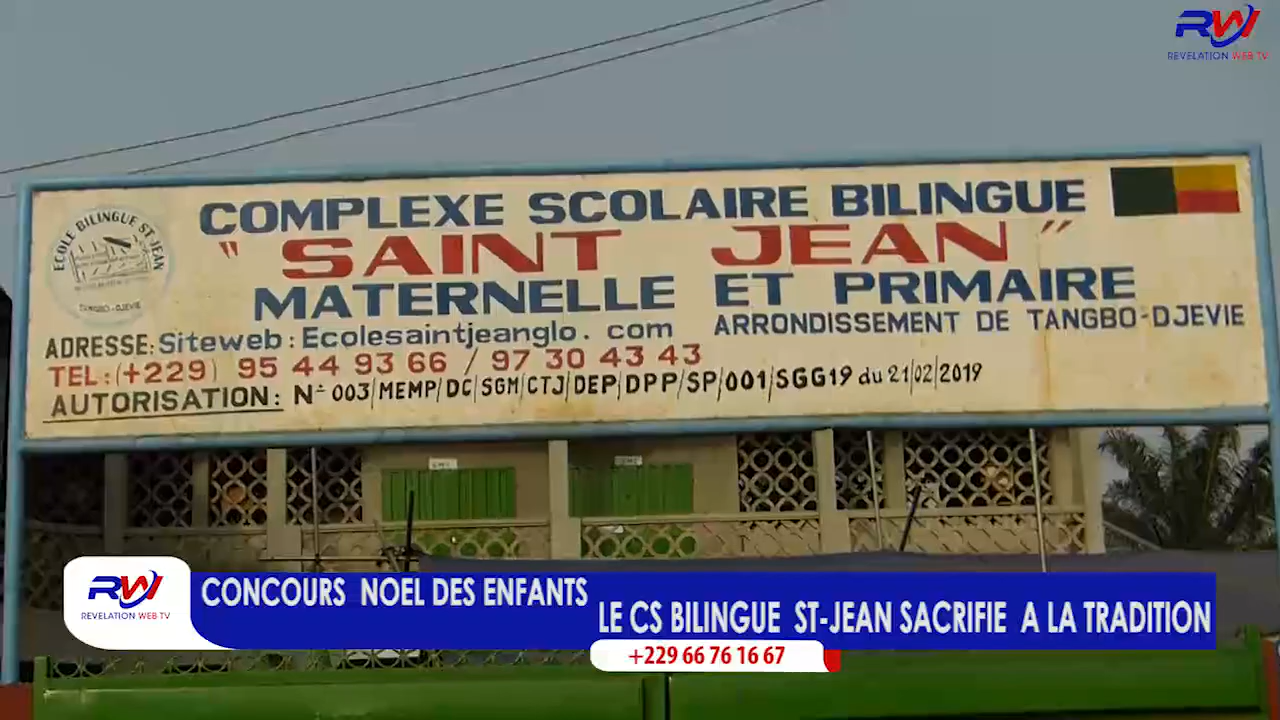 RW
REVELATION WEB TV
COMPLEXE SCOLAIRE BILINGUE
"SAINT JEAN"
MATERNELLE ET PRIMAIRE
ECOLE BILINGUE ST JEAN
TANGBO-DJEVIE
ADRESSE: Siteweb : Ecolesaintjeanglo . com ARRONDISSEMENT DE TANGBO-DJEVIE
TEL : (+229) 95 44 93 66 / 97 30 43 43
AUTORISATION: N° 003/MEMP/DC/SGM/CTJ/DEP/DPP/SP/001/SGG19 du 21/02/2019
RW
REVELATION WEB TV
CONCOURS NOEL DES ENFANTS
LE CS BILINGUE ST-JEAN SACRIFIE A LA TRADITION
+229 66 76 16 67